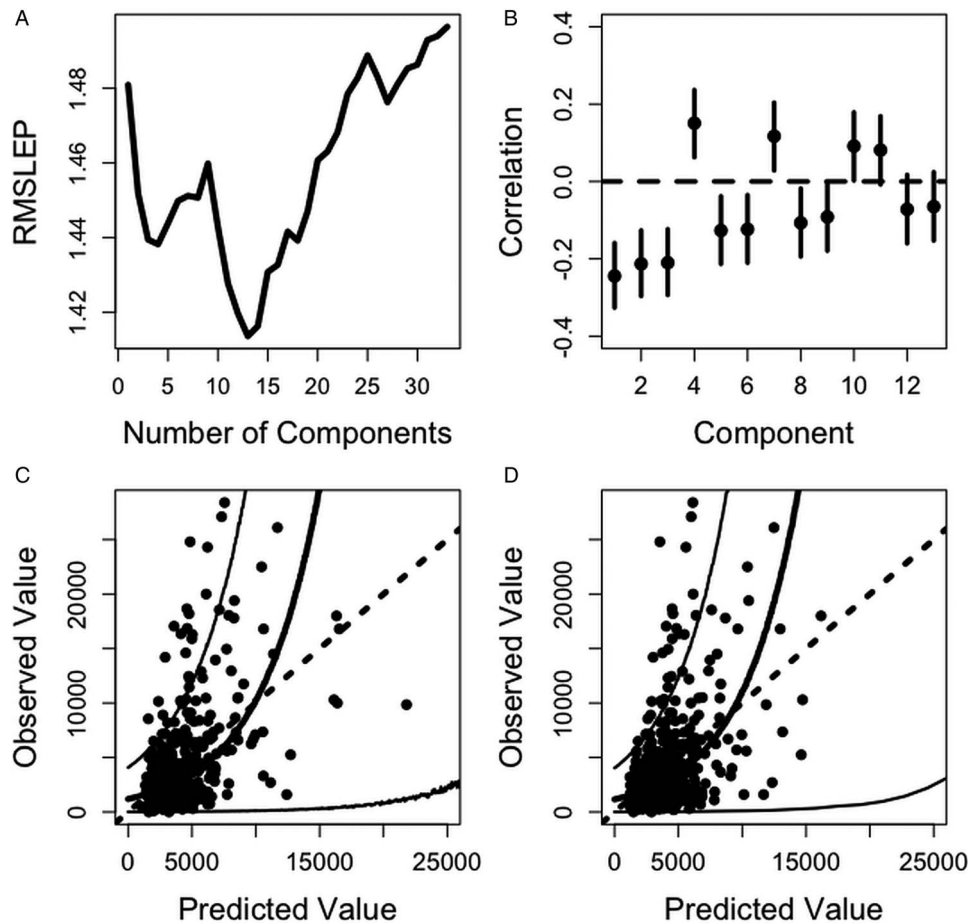 A
RMSLEP
1.42 1.44 1.46 1.48
0 5 10 15 20 25 30
Number of Components
B
Correlation
-0.4 -0.2 0.0 0.2 0.4
2 4 6 8 10 12
Component
C
Observed Value
0 10000 20000
0 5000 15000 25000
Predicted Value
D
Observed Value
0 10000 20000
0 5000 15000 25000
Predicted Value